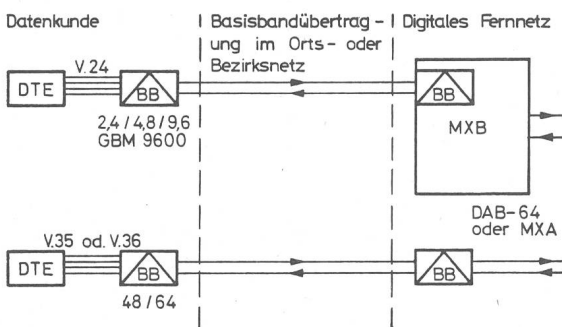 Datenkunde
Basisbandübertrag-
ung im Orts- oder
Bezirksnetz
Digitales Fernnetz
V.24
DTE
BB
2,4/4,8/9,6
GBM 9600
BB
MXB
DAB-64
oder MXA
V.35 od. V.36
DTE
BB
48/64
BB